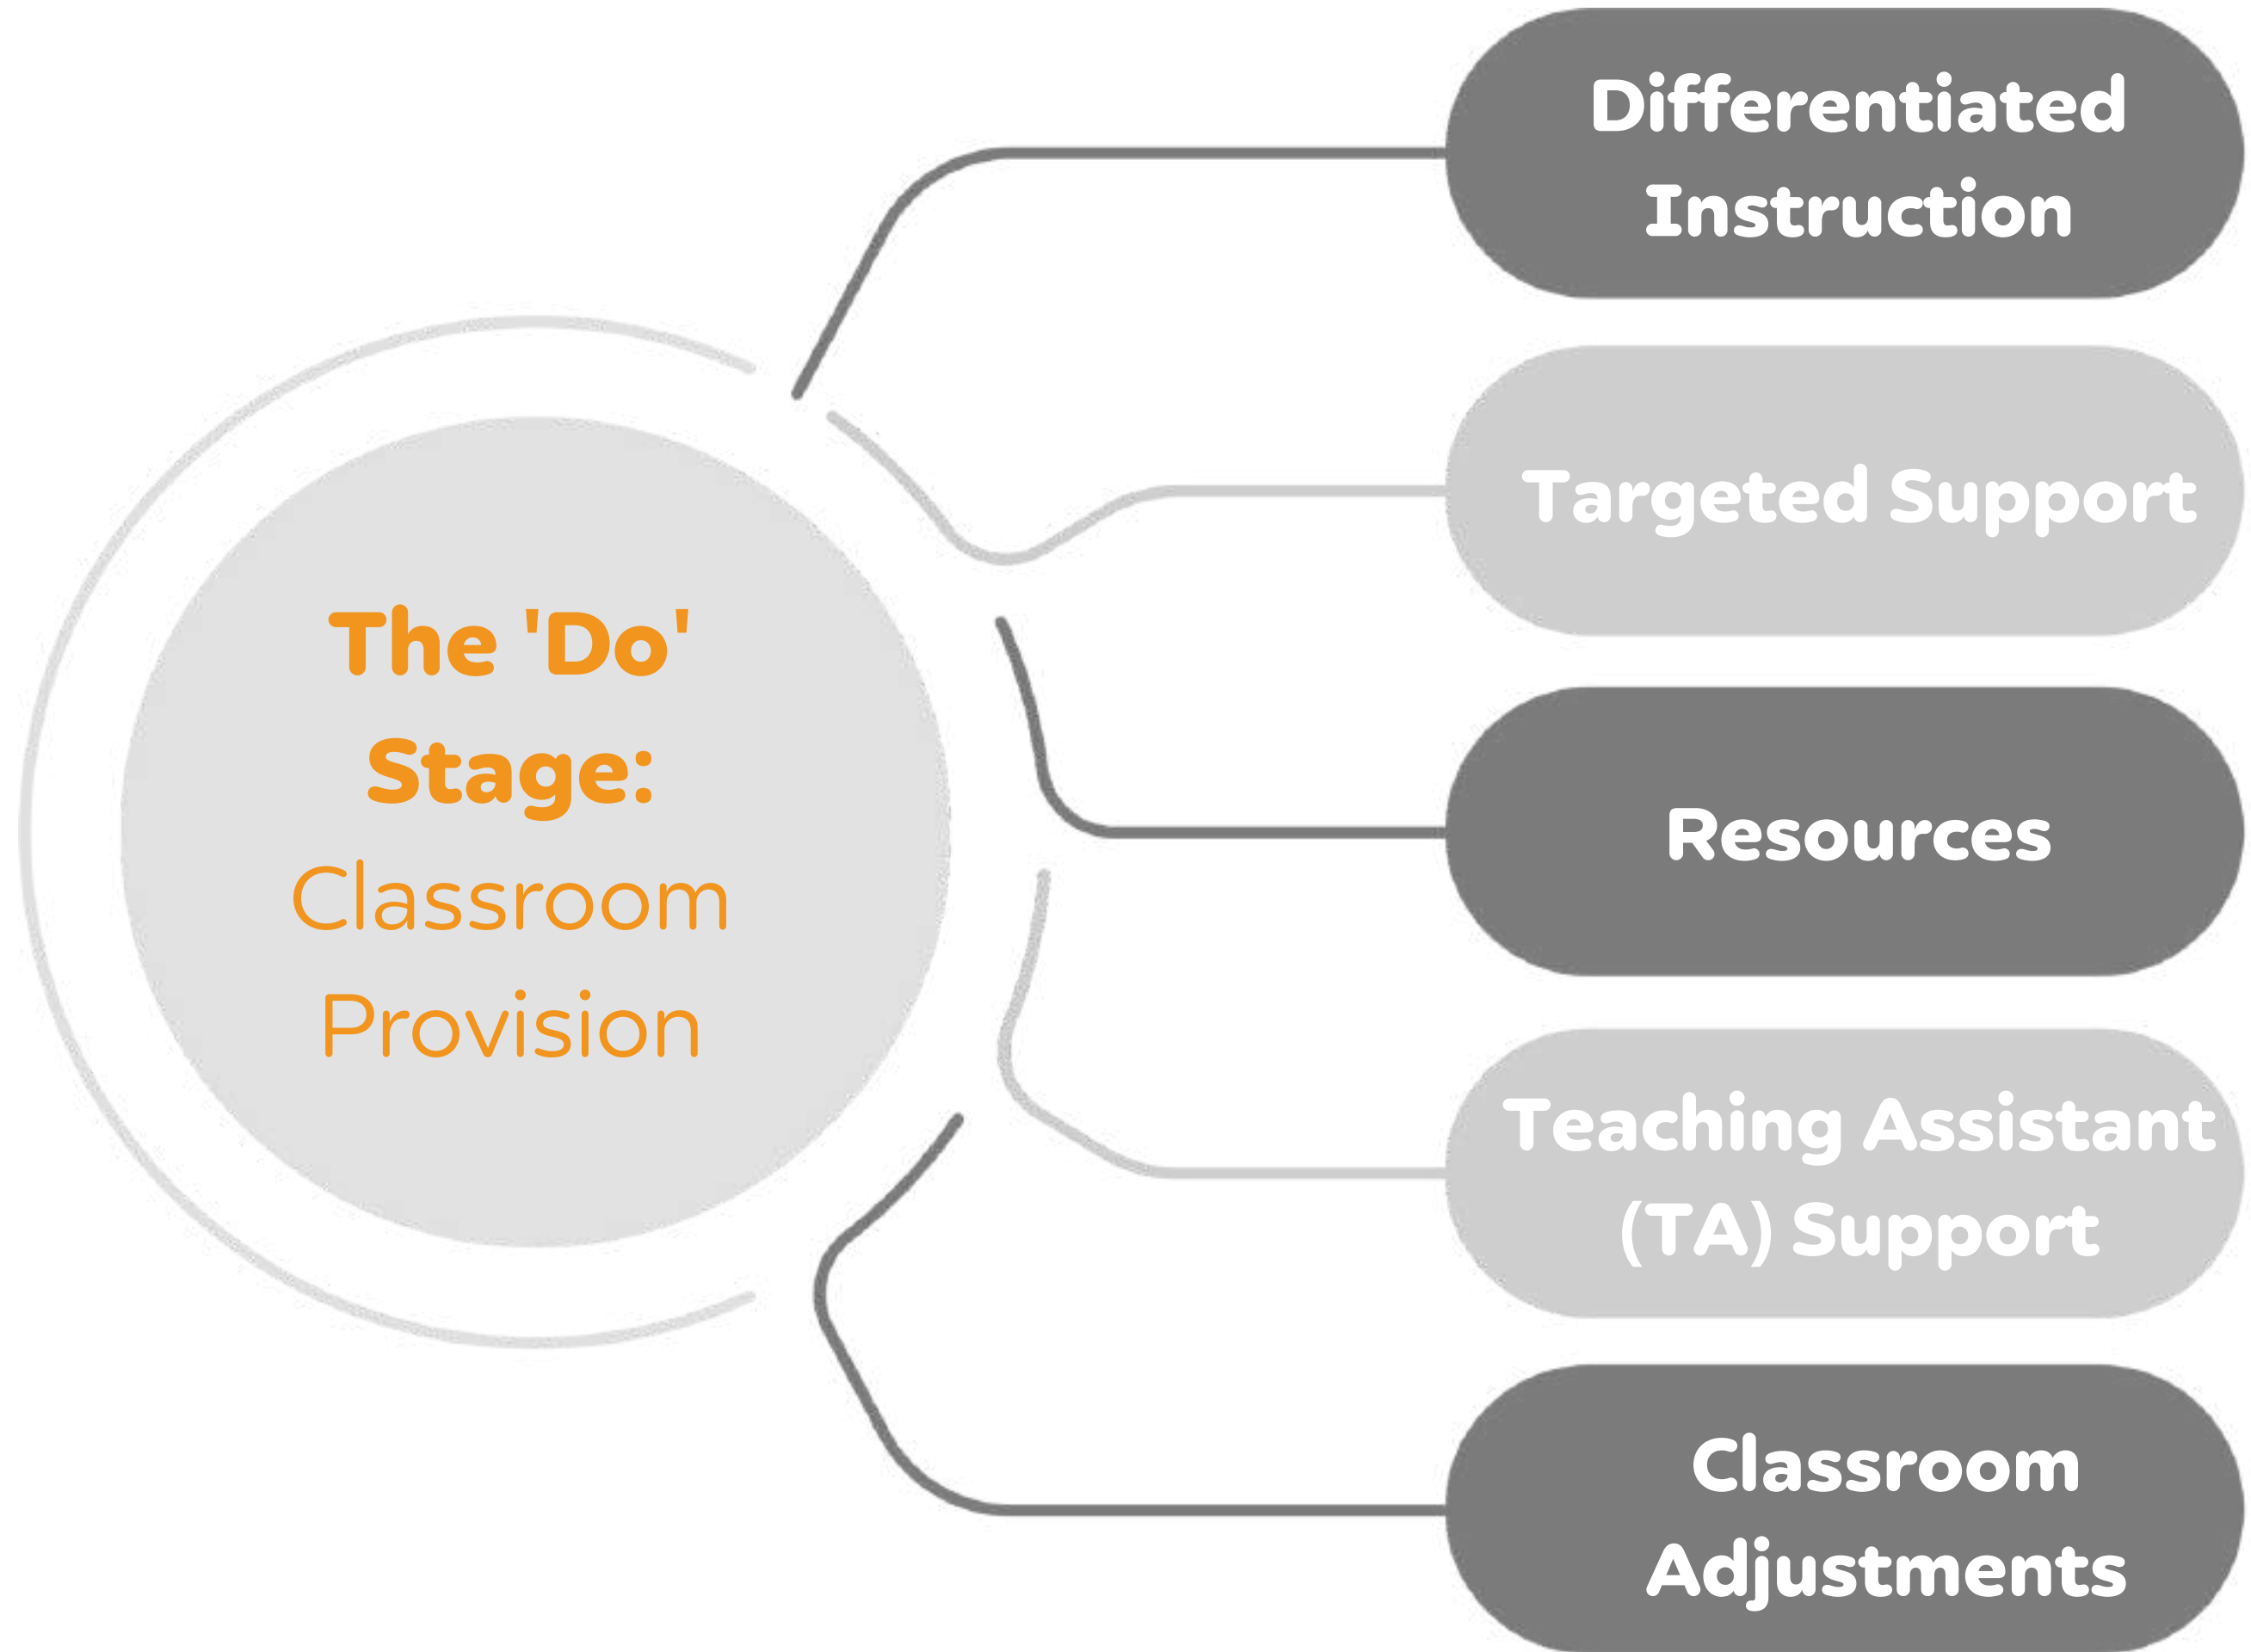 The 'Do'
Stage:
Classroom
Provision
Differentiated
Instruction
Targeted Support
Resources
Teaching Assistant
(TA) Support
Classroom
Adjustments